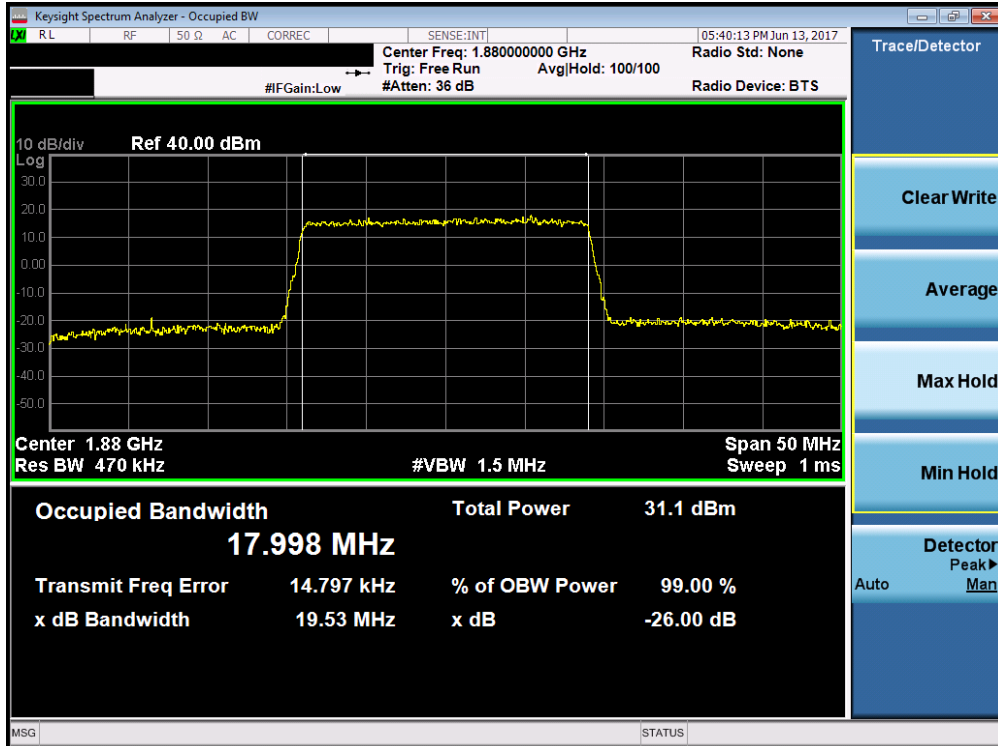 Keysight Spectrum Analyzer - Occupied BW
LXI RL RF 50 Ω AC CORREC SENSE:INT 05:40:13 PM Jun 13, 2017
Center Freq: 1.880000000 GHz Radio Std: None
Trig: Free Run Avg|Hold: 100/100
#IFGain:Low #Atten: 36 dB Radio Device: BTS
10 dB/div Ref 40.00 dBm
Log
30.0
20.0
10.0
0.00
-10.0
-20.0
-30.0
-40.0
-50.0
Center 1.88 GHz Span 50 MHz
Res BW 470 kHz #VBW 1.5 MHz Sweep 1 ms
Occupied Bandwidth Total Power 31.1 dBm
17.998 MHz
Transmit Freq Error 14.797 kHz % of OBW Power 99.00 %
x dB Bandwidth 19.53 MHz x dB -26.00 dB
MSG STATUS
Trace/Detector
Clear Write
Average
Max Hold
Min Hold
Detector
Peak▶
Auto Man